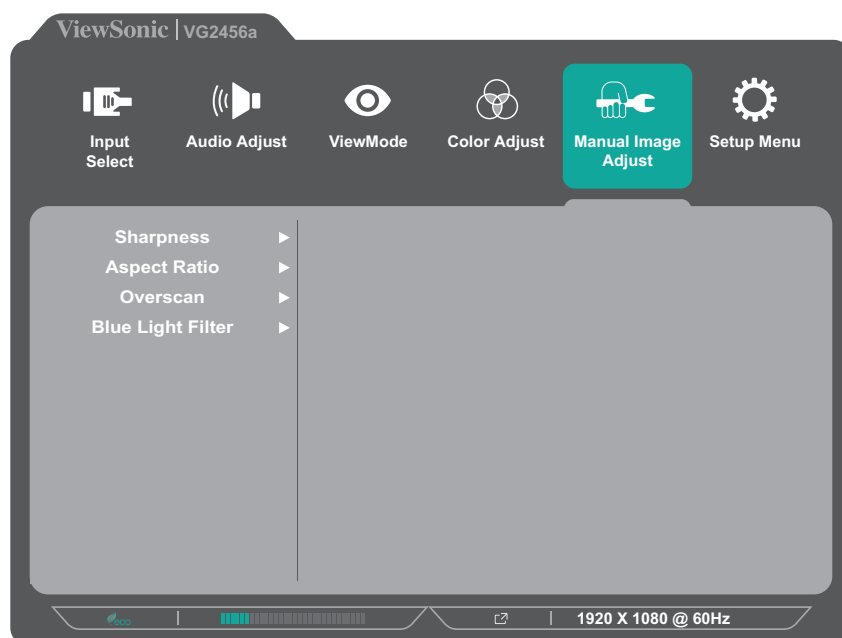 ViewSonic | VG2456a
Input
Select
Audio Adjust
ViewMode
Color Adjust
Manual Image
Adjust
Setup Menu
Sharpness
Aspect Ratio
Overscan
Blue Light Filter
eco
1920 X 1080 @ 60Hz